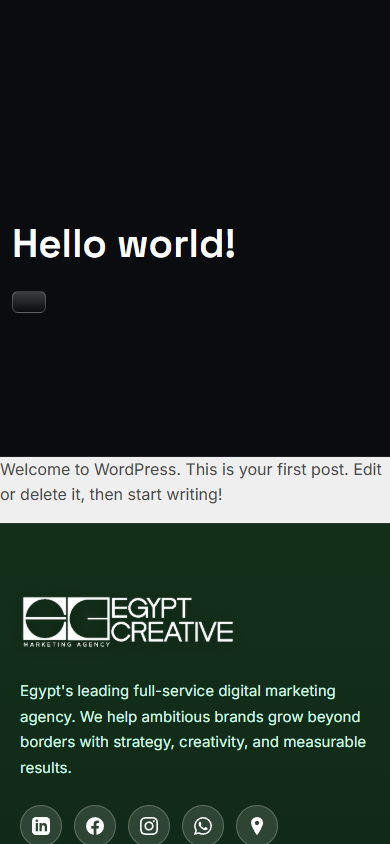 Hello world!
Welcome to WordPress. This is your first post. Edit
or delete it, then start writing!
EGYPT
CREATIVE
MARKETING AGENCY
Egypt's leading full-service digital marketing
agency. We help ambitious brands grow beyond
borders with strategy, creativity, and measurable
results.